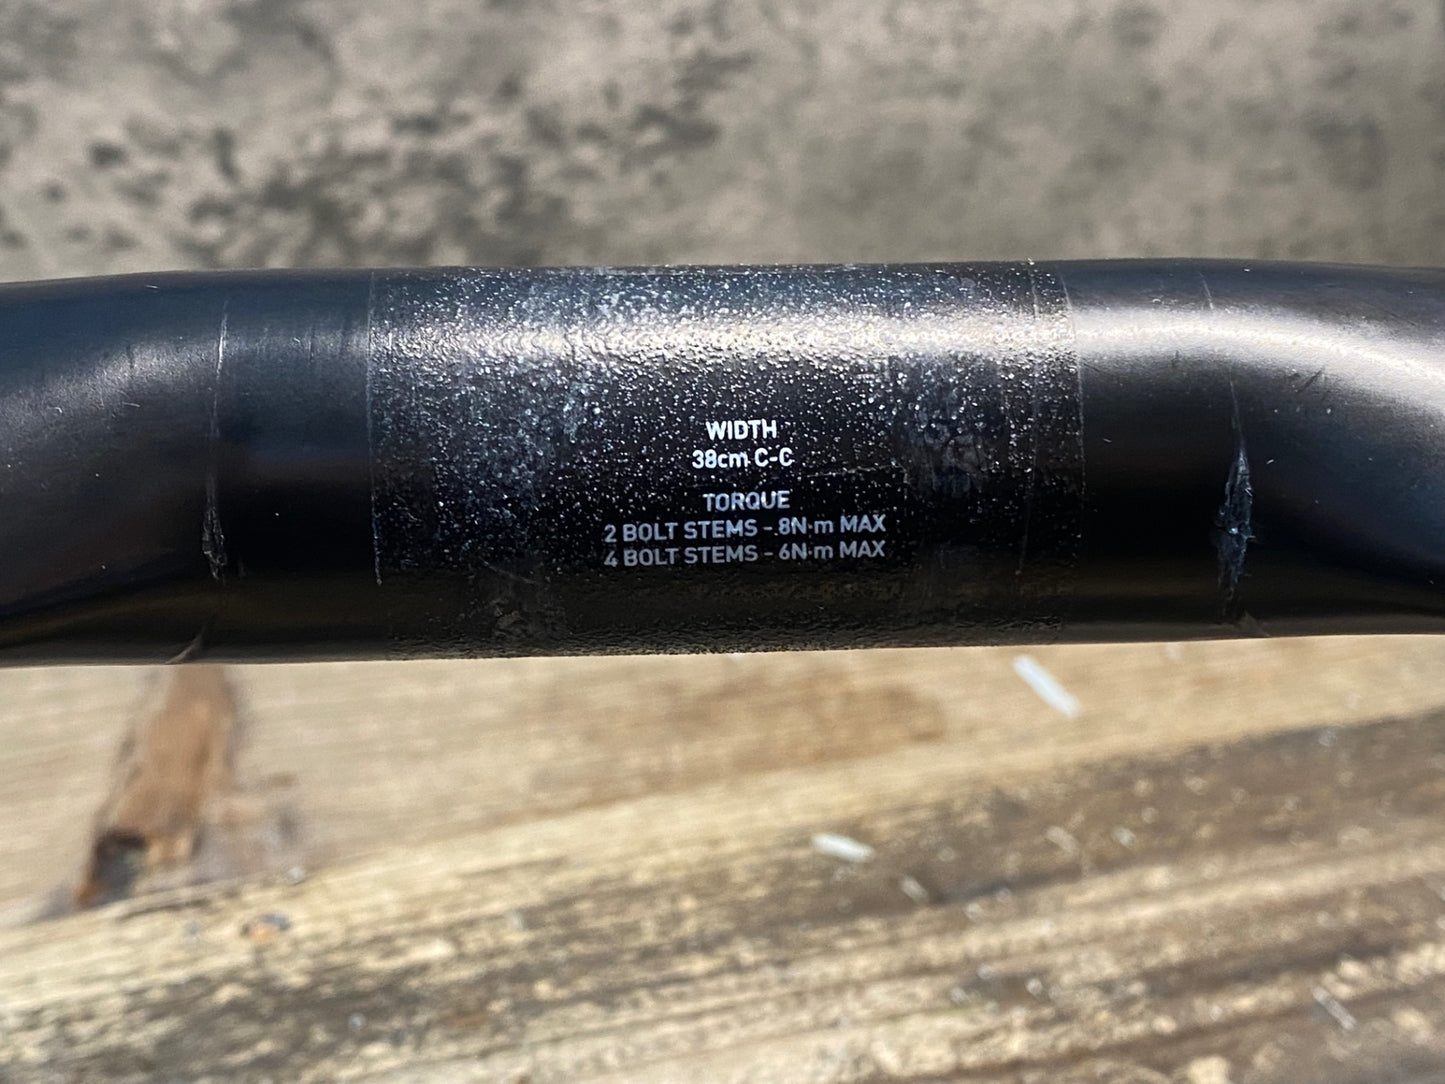 WIDTH
38cm C-C
TORQUE
2 BOLT STEMS - 8N·m MAX
4 BOLT STEMS - 6N·m MAX